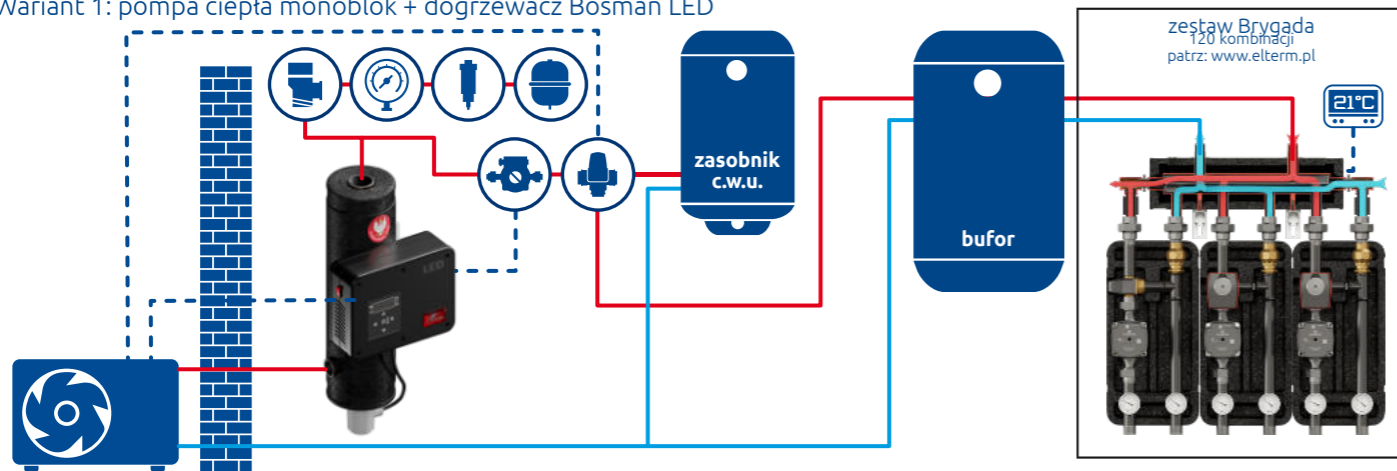 Wariant 1: pompa ciepła monoblok + dogrzewacz Bosman LED
zestaw Brygada
120 kombinacji
patrz: www.elterm.pl
21°C
zasobnik
c.w.u.
bufor
LED